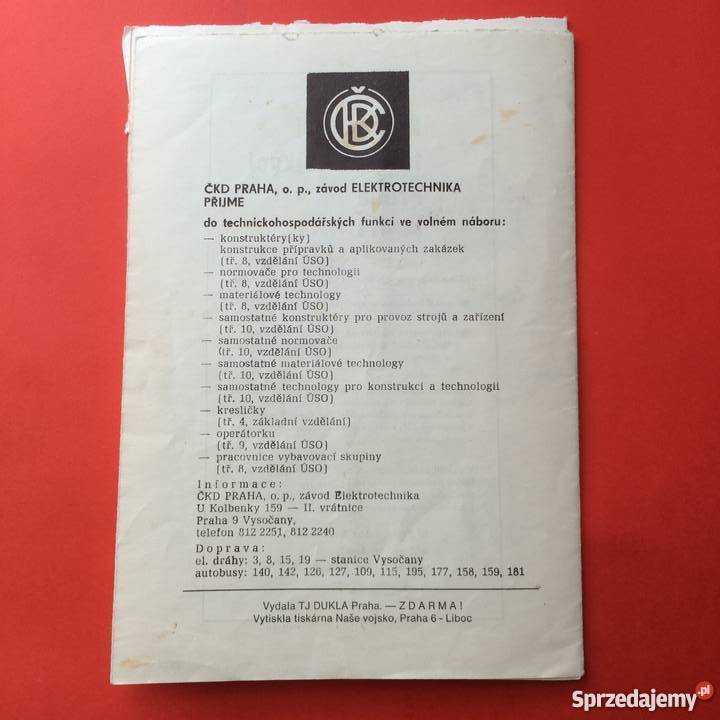 ČKD
ČKD PRAHA, o. p., závod ELEKTROTECHNIKA
PŘIJME
do technickohospodářských funkcí ve volném náboru:
— konstruktéry(ky)
konstrukce přípravků a aplikovaných zakázek
(tř. 8, vzdělání ÚSO)
— normovače pro technologii
(tř. 8, vzdělání ÚSO)
— materiálové technology
(tř. 8, vzdělání ÚSO)
— samostatné konstruktéry pro provoz strojů a zařízení
(tř. 10, vzdělání ÚSO)
— samostatné normovače
(tř. 10, vzdělání ÚSO)
— samostatné materiálové technology
(tř. 10, vzdělání ÚSO)
— samostatné technology pro konstrukci a technologii
(tř. 10, vzdělání ÚSO)
— kresličky
(tř. 4, základní vzdělání)
— operátorku
(tř. 9, vzdělání ÚSO)
— pracovnice vybavovací skupiny
(tř. 8, vzdělání ÚSO)
Informace:
ČKD PRAHA, o. p., závod Elektrotechnika
U Kolbenky 159 — II. vrátnice
Praha 9 Vysočany,
telefon 812 2251, 812 2240
Doprava:
el. dráhy: 3, 8, 15, 19 — stanice Vysočany
autobusy: 140, 142, 126, 127, 109, 115, 195, 177, 158, 159, 181
Vydala TJ DUKLA Praha. — ZDARMA!
Vytiskla tiskárna Naše vojsko, Praha 6 - Liboc
Sprzedajemy.pl